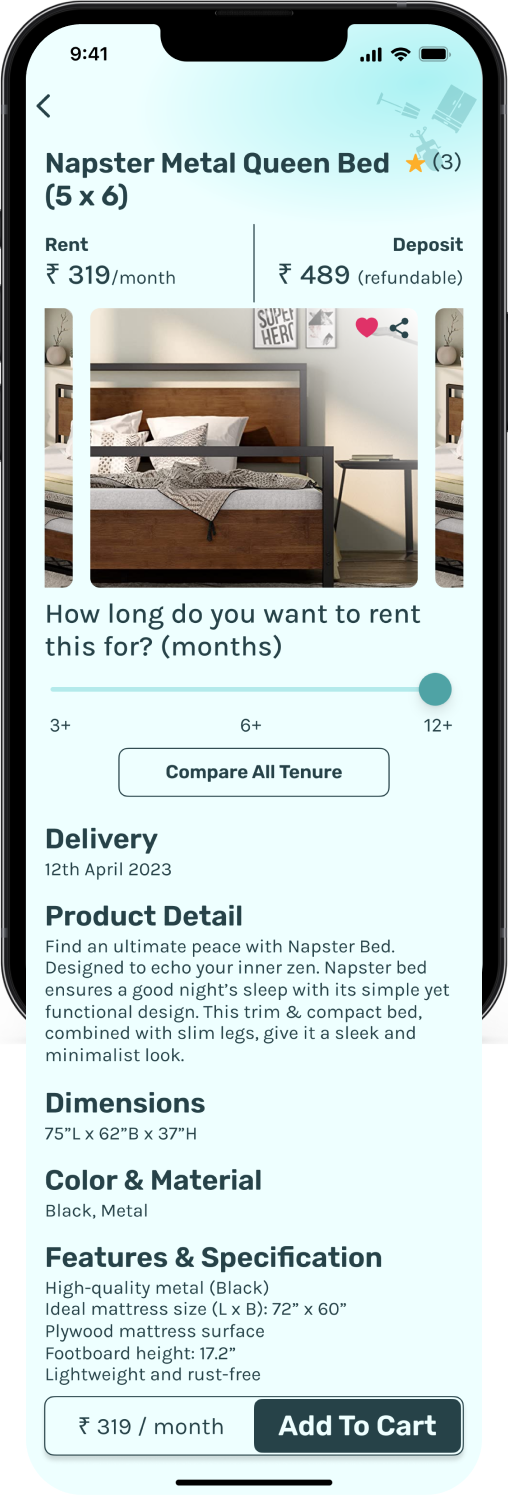 9:41
Napster Metal Queen Bed
(3)
(5 x 6)
Rent
Deposit
₹ 319/month
₹ 489 (refundable)
SUPER
HERO
How long do you want to rent
this for? (months)
3+
6+
12+
Compare All Tenure
Delivery
12th April 2023
Product Detail
Find an ultimate peace with Napster Bed.
Designed to echo your inner zen. Napster bed
ensures a good night’s sleep with its simple yet
functional design. This trim & compact bed,
combined with slim legs, give it a sleek and
minimalist look.
Dimensions
75”L x 62”B x 37”H
Color & Material
Black, Metal
Features & Specification
High-quality metal (Black)
Ideal mattress size (L x B): 72” x 60”
Plywood mattress surface
Footboard height: 17.2”
Lightweight and rust-free
₹ 319 / month
Add To Cart